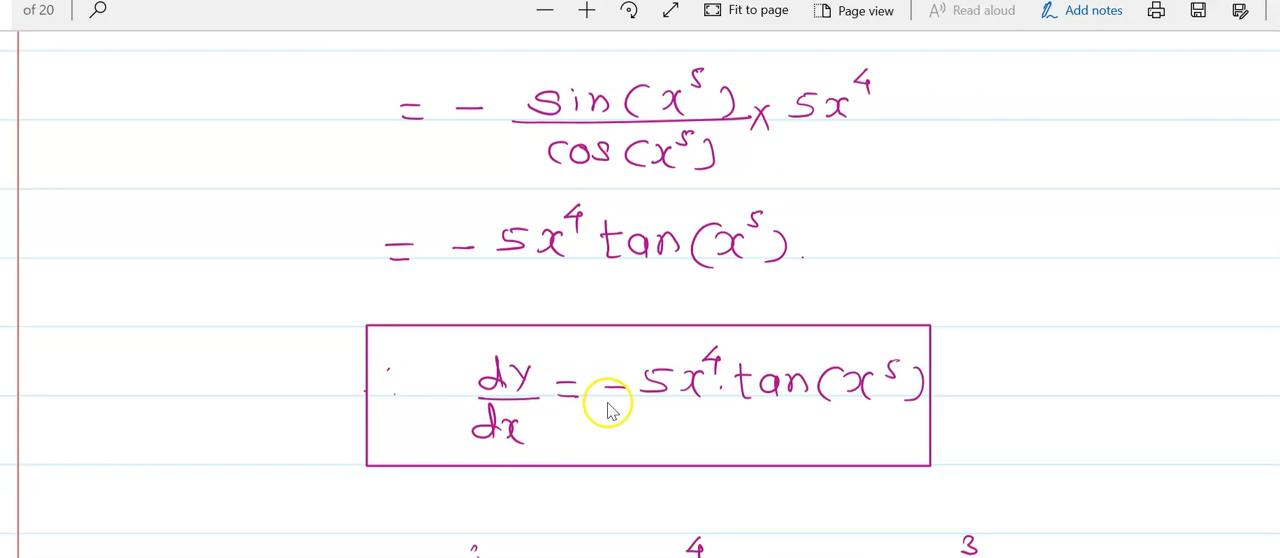 of 20 Fit to page Page view Read aloud Add notes
= - sin(x⁵)/cos(x⁵) × 5x⁴
= - 5x⁴ tan(x⁵).
∴ dy/dx = - 5x⁴. tan(x⁵)
4 3